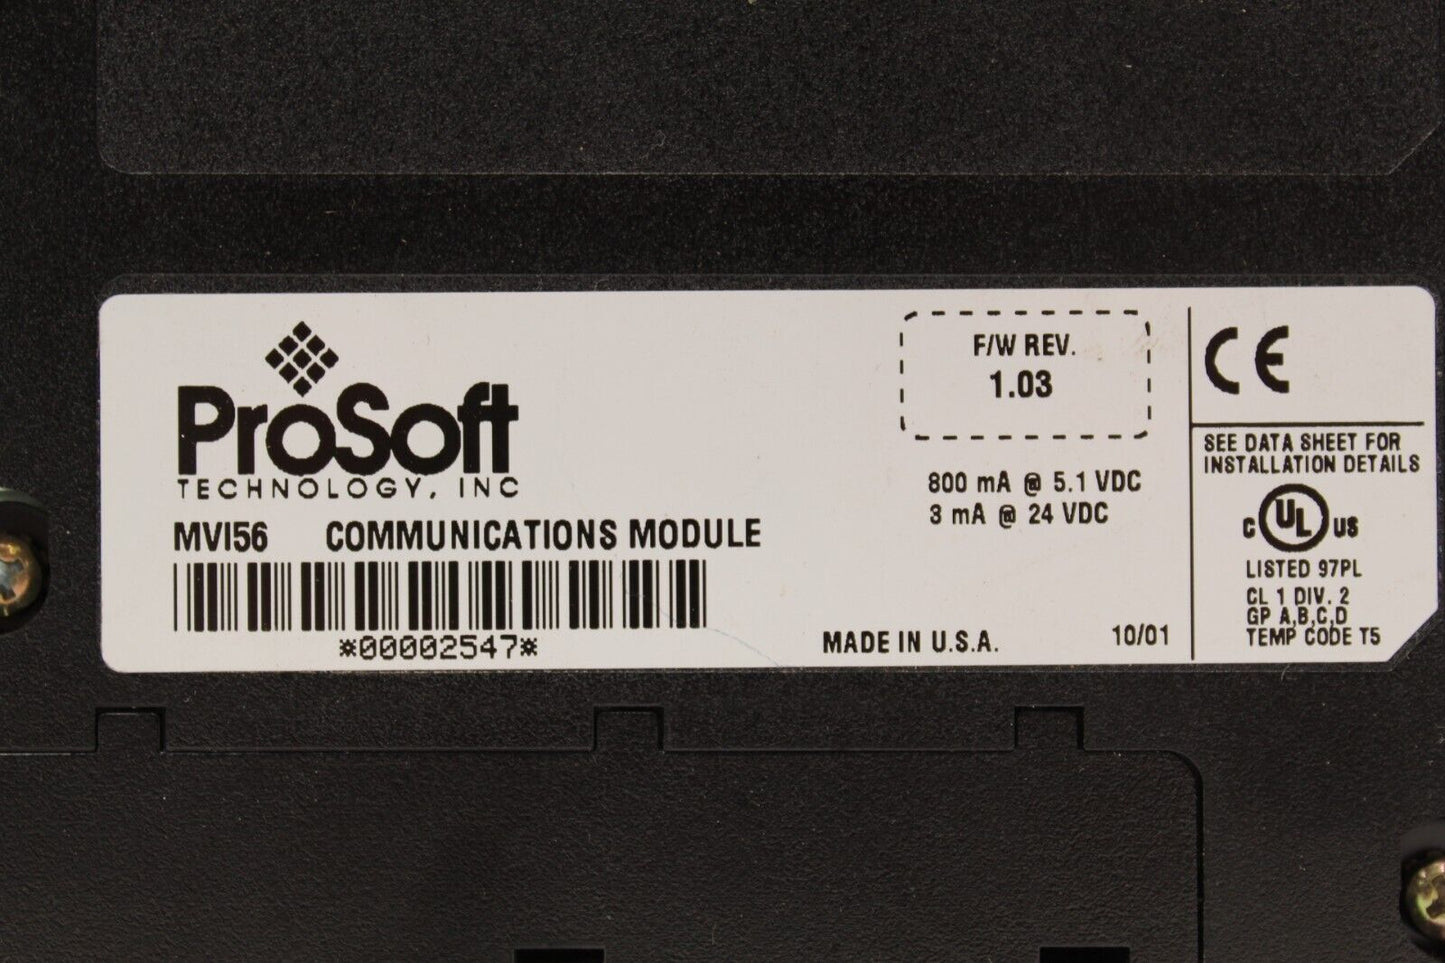 ProSoft
TECHNOLOGY, INC
MVI56 COMMUNICATIONS MODULE
*00002547*
F/W REV.
1.03
800 mA @ 5.1 VDC
3 mA @ 24 VDC
MADE IN U.S.A. 10/01
CE
SEE DATA SHEET FOR
INSTALLATION DETAILS
C UL US
LISTED 97PL
CL 1 DIV. 2
GP A,B,C,D
TEMP CODE T5